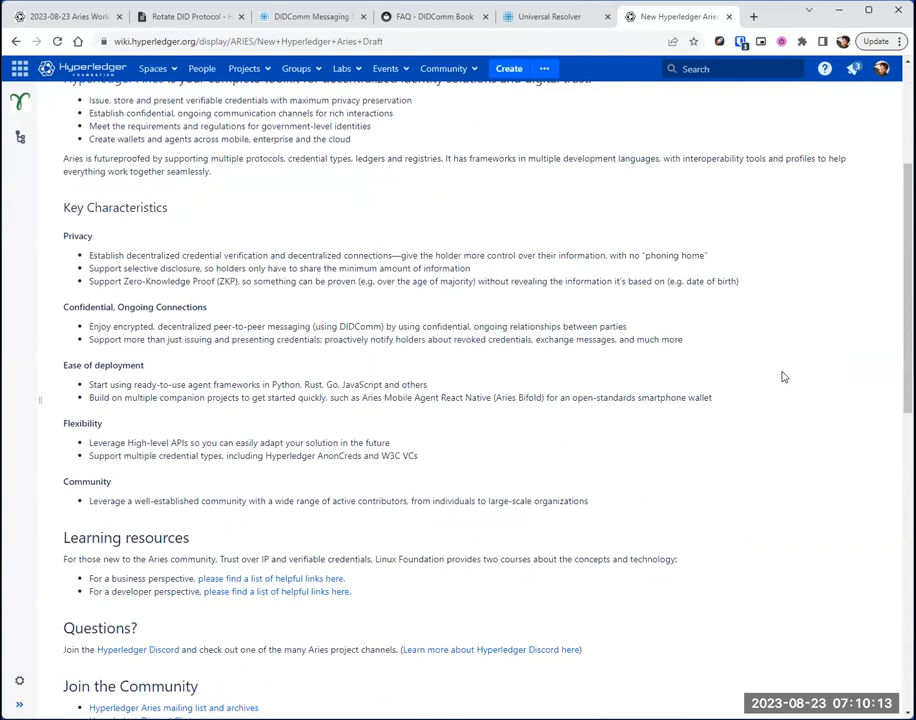 2023-08-23 Aries Work
Rotate DID Protocol - H
DIDComm Messaging S
FAQ - DIDComm Book
Universal Resolver
New Hyperledger Aries
wiki.hyperledger.org/display/ARIES/New+Hyperledger+Aries+Draft
Update
HYPERLEDGER
FOUNDATION
Spaces
People
Projects
Groups
Labs
Events
Community
Create
Search
3
Hyperledger Aries is your complete toolkit for decentralized identity solutions and digital trust.
• Issue, store and present verifiable credentials with maximum privacy preservation
• Establish confidential, ongoing communication channels for rich interactions
• Meet the requirements and regulations for government-level identities
• Create wallets and agents across mobile, enterprise and the cloud
Aries is futureproofed by supporting multiple protocols, credential types, ledgers and registries. It has frameworks in multiple development languages, with interoperability tools and profiles to help
everything work together seamlessly.
Key Characteristics
Privacy
• Establish decentralized credential verification and decentralized connections—give the holder more control over their information, with no “phoning home”
• Support selective disclosure, so holders only have to share the minimum amount of information
• Support Zero-Knowledge Proof (ZKP), so something can be proven (e.g. over the age of majority) without revealing the information it’s based on (e.g. date of birth)
Confidential, Ongoing Connections
• Enjoy encrypted, decentralized peer-to-peer messaging (using DIDComm) by using confidential, ongoing relationships between parties
• Support more than just issuing and presenting credentials: proactively notify holders about revoked credentials, exchange messages, and much more
Ease of deployment
• Start using ready-to-use agent frameworks in Python, Rust, Go, JavaScript and others
• Build on multiple companion projects to get started quickly, such as Aries Mobile Agent React Native (Aries Bifold) for an open-standards smartphone wallet
Flexibility
• Leverage High-level APIs so you can easily adapt your solution in the future
• Support multiple credential types, including Hyperledger AnonCreds and W3C VCs
Community
• Leverage a well-established community with a wide range of active contributors, from individuals to large-scale organizations
Learning resources
For those new to the Aries community, Trust over IP and verifiable credentials, Linux Foundation provides two courses about the concepts and technology:
• For a business perspective, please find a list of helpful links here.
• For a developer perspective, please find a list of helpful links here.
Questions?
Join the Hyperledger Discord and check out one of the many Aries project channels. (Learn more about Hyperledger Discord here)
Join the Community
• Hyperledger Aries mailing list and archives
2023-08-23 07:10:13